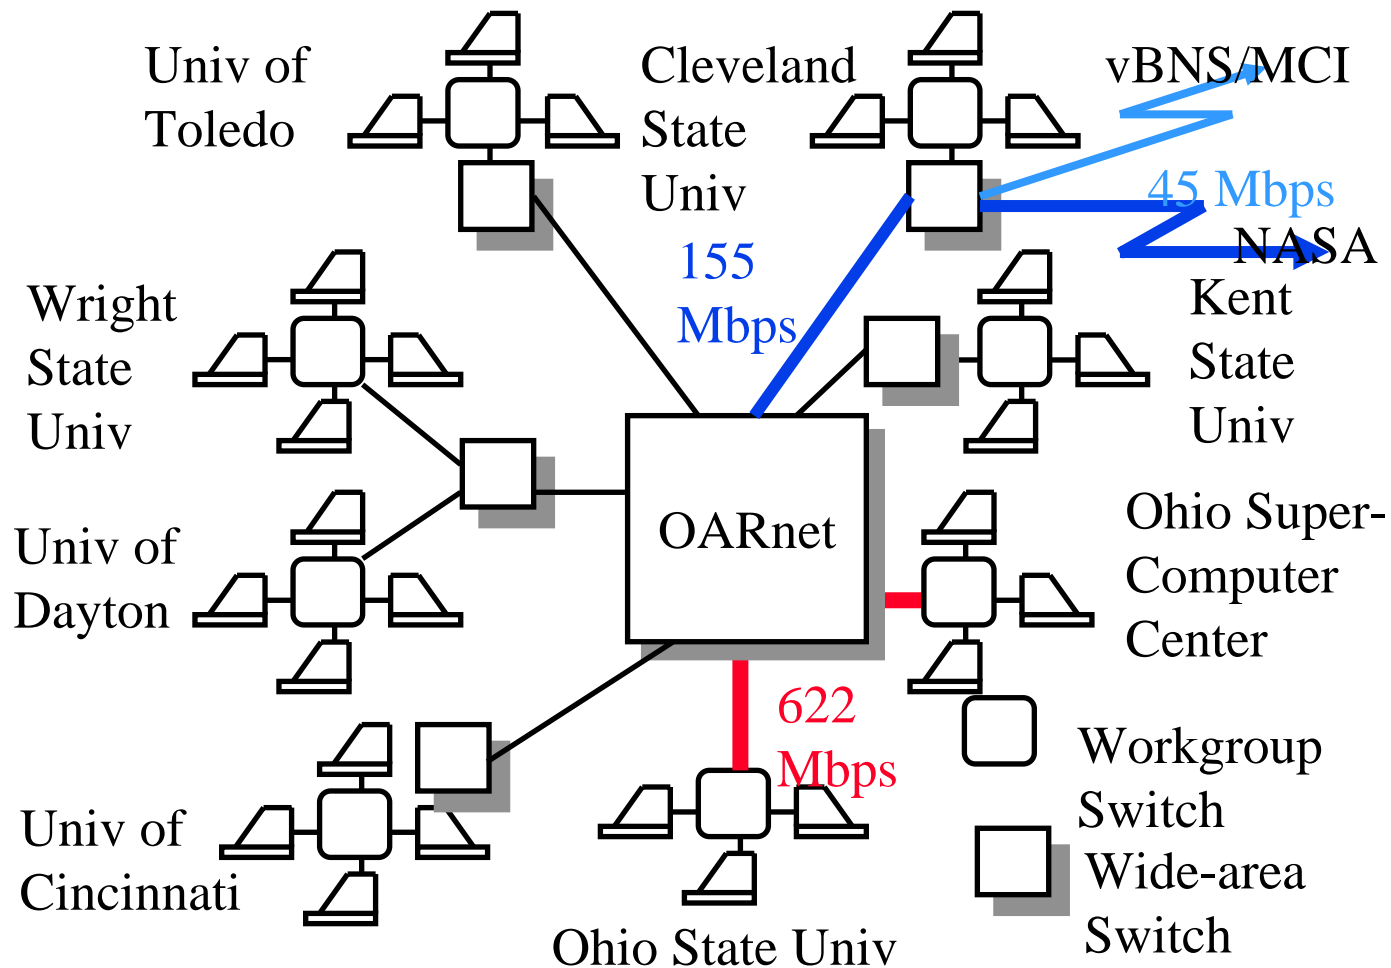 Univ of
Toledo
Cleveland
State
Univ
vBNS/MCI
45 Mbps
NASA
155
Mbps
Wright
State
Univ
Kent
State
Univ
OARnet
Univ of
Dayton
Ohio Super-
Computer
Center
622
Mbps
Workgroup
Switch
Univ of
Cincinnati
Wide-area
Switch
Ohio State Univ